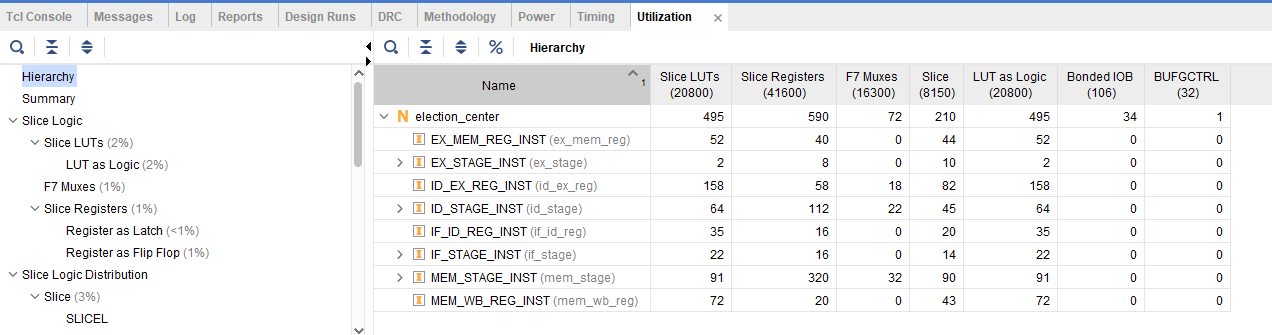 Tcl Console Messages Log Reports Design Runs DRC Methodology Power Timing Utilization ×
Hierarchy
Summary
Slice Logic
Slice LUTs (2%)
LUT as Logic (2%)
F7 Muxes (1%)
Slice Registers (1%)
Register as Latch (<1%)
Register as Flip Flop (1%)
Slice Logic Distribution
Slice (3%)
SLICEL
% Hierarchy
Name 1 Slice LUTs (20800) Slice Registers (41600) F7 Muxes (16300) Slice (8150) LUT as Logic (20800) Bonded IOB (106) BUFGCTRL (32)
N election_center 495 590 72 210 495 34 1
I EX_MEM_REG_INST (ex_mem_reg) 52 40 0 44 52 0 0
I EX_STAGE_INST (ex_stage) 2 8 0 10 2 0 0
I ID_EX_REG_INST (id_ex_reg) 158 58 18 82 158 0 0
I ID_STAGE_INST (id_stage) 64 112 22 45 64 0 0
I IF_ID_REG_INST (if_id_reg) 35 16 0 20 35 0 0
I IF_STAGE_INST (if_stage) 22 16 0 14 22 0 0
I MEM_STAGE_INST (mem_stage) 91 320 32 90 91 0 0
I MEM_WB_REG_INST (mem_wb_reg) 72 20 0 43 72 0 0